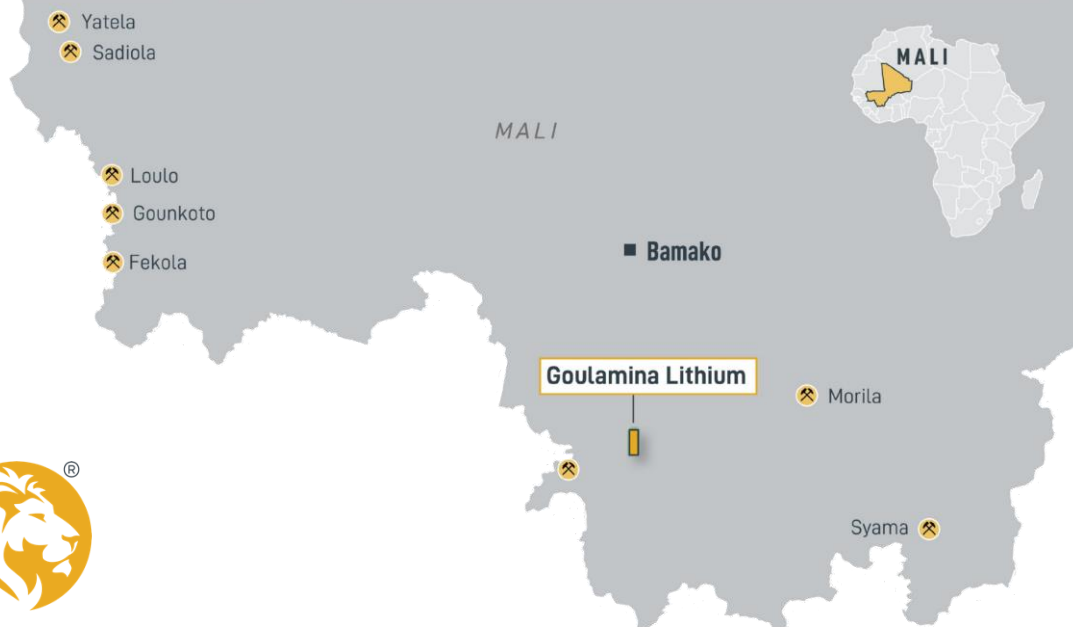 Yatela
Sadiola
MALI
MALI
Loulo
Gounkoto
Fekola
Bamako
Goulamina Lithium
Morila
®
Syama